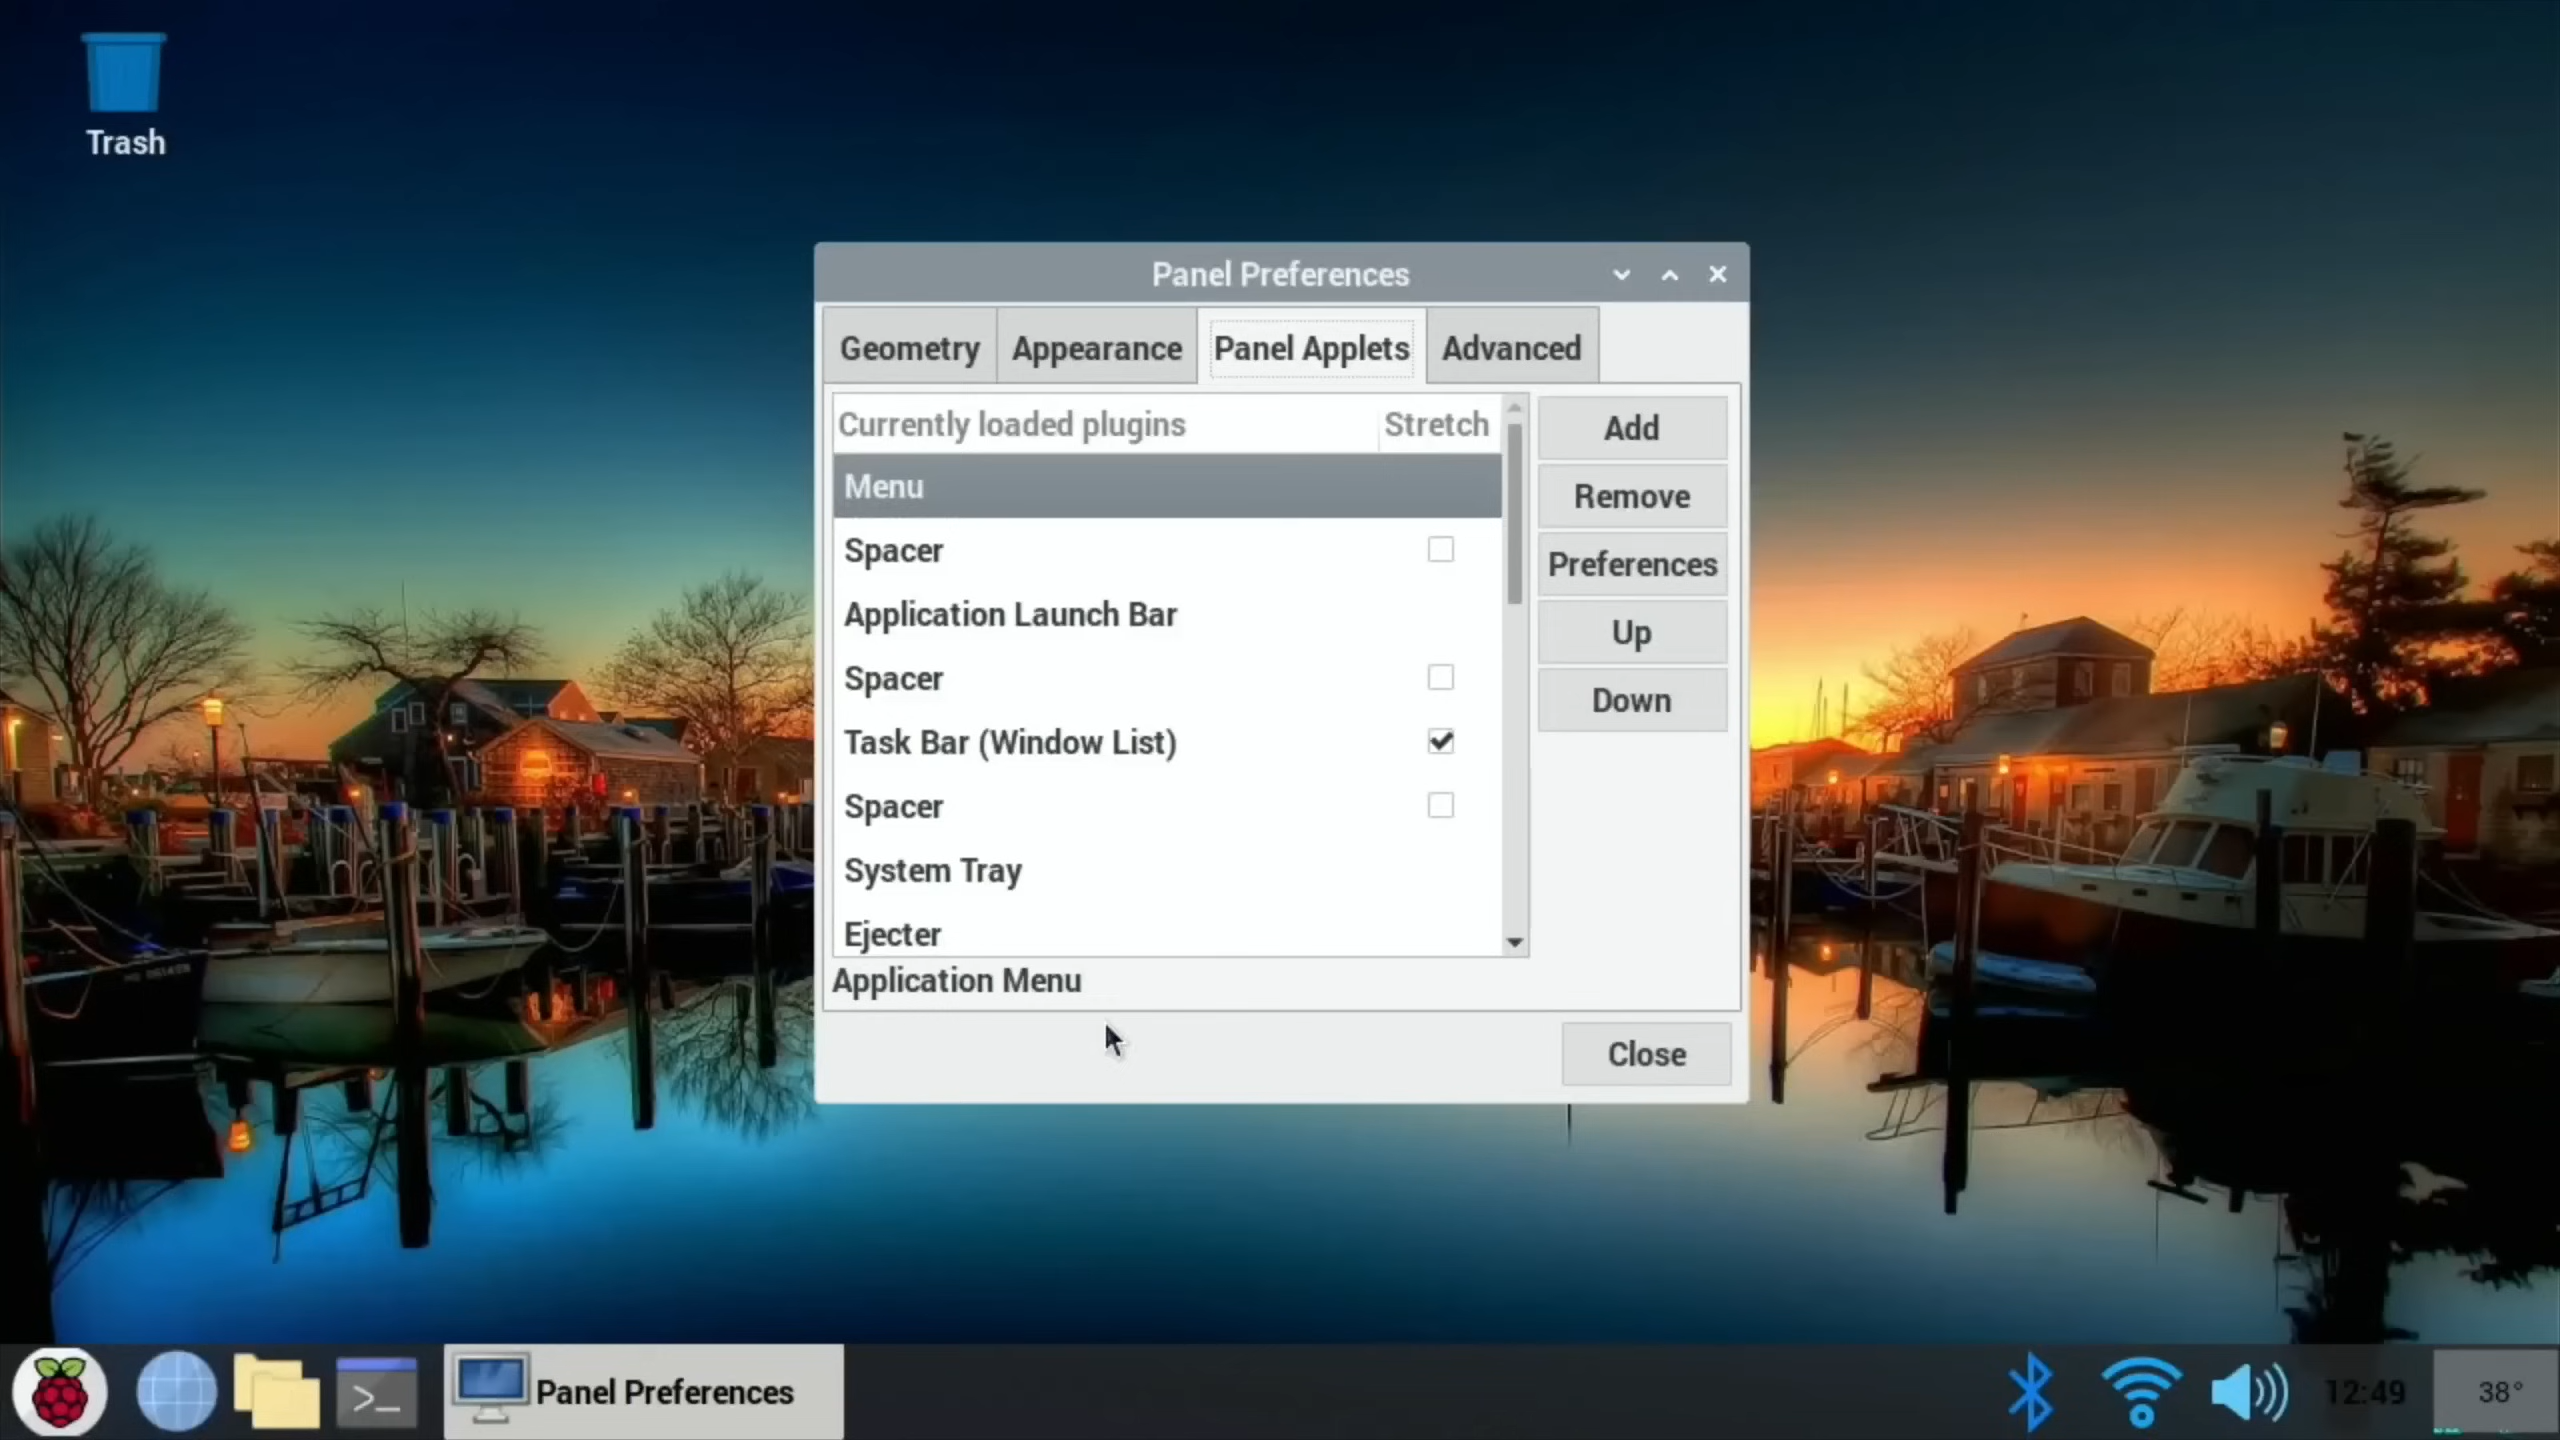 Trash
Panel Preferences
Geometry
Appearance
Panel Applets
Advanced
Currently loaded plugins
Stretch
Menu
Spacer
Application Launch Bar
Spacer
Task Bar (Window List)
Spacer
System Tray
Ejecter
Add
Remove
Preferences
Up
Down
Application Menu
Close
>_
Panel Preferences
12:49
38°